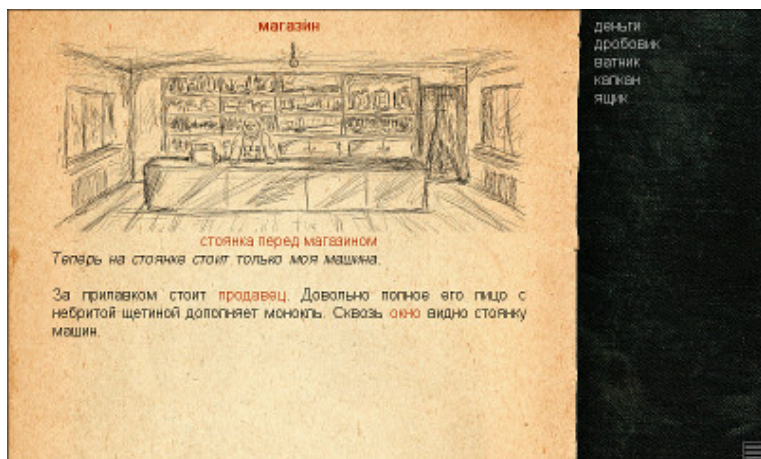 магазин
стоянка перед магазином
Теперь на стоянке стоит только моя машина.
За прилавком стоит продавец. Довольно полное его лицо с
небритой щетиной дополняет монокль. Сквозь окно видно стоянку
машин.
деньги
дробовик
ватник
капкан
ящик